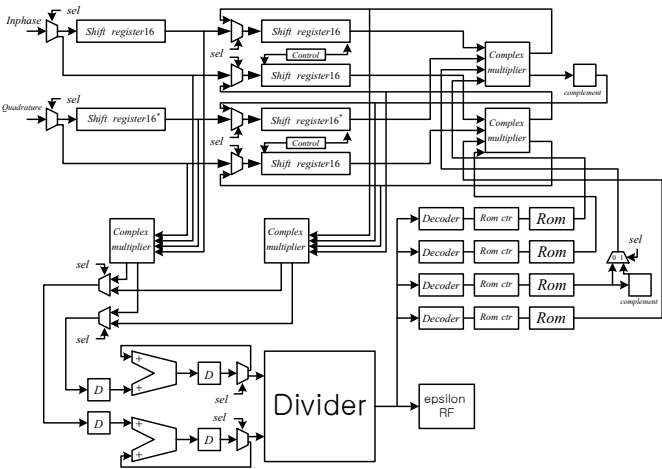 sel
Inphase
Shift register16
Shift register16
Control
Shift register16
Complex
multiplier
complement
sel
sel
sel
Quadrature
Shift register16*
Shift register16*
Control
Shift register16
Complex
multiplier
sel
sel
Complex
multiplier
Complex
multiplier
Decoder
Rom ctr
Rom
Decoder
Rom ctr
Rom
sel
0 1
Decoder
Rom ctr
Rom
complement
Decoder
Rom ctr
Rom
sel
sel
+
+
D
D
sel
Divider
epsilon
RF
D
+
+
D
sel